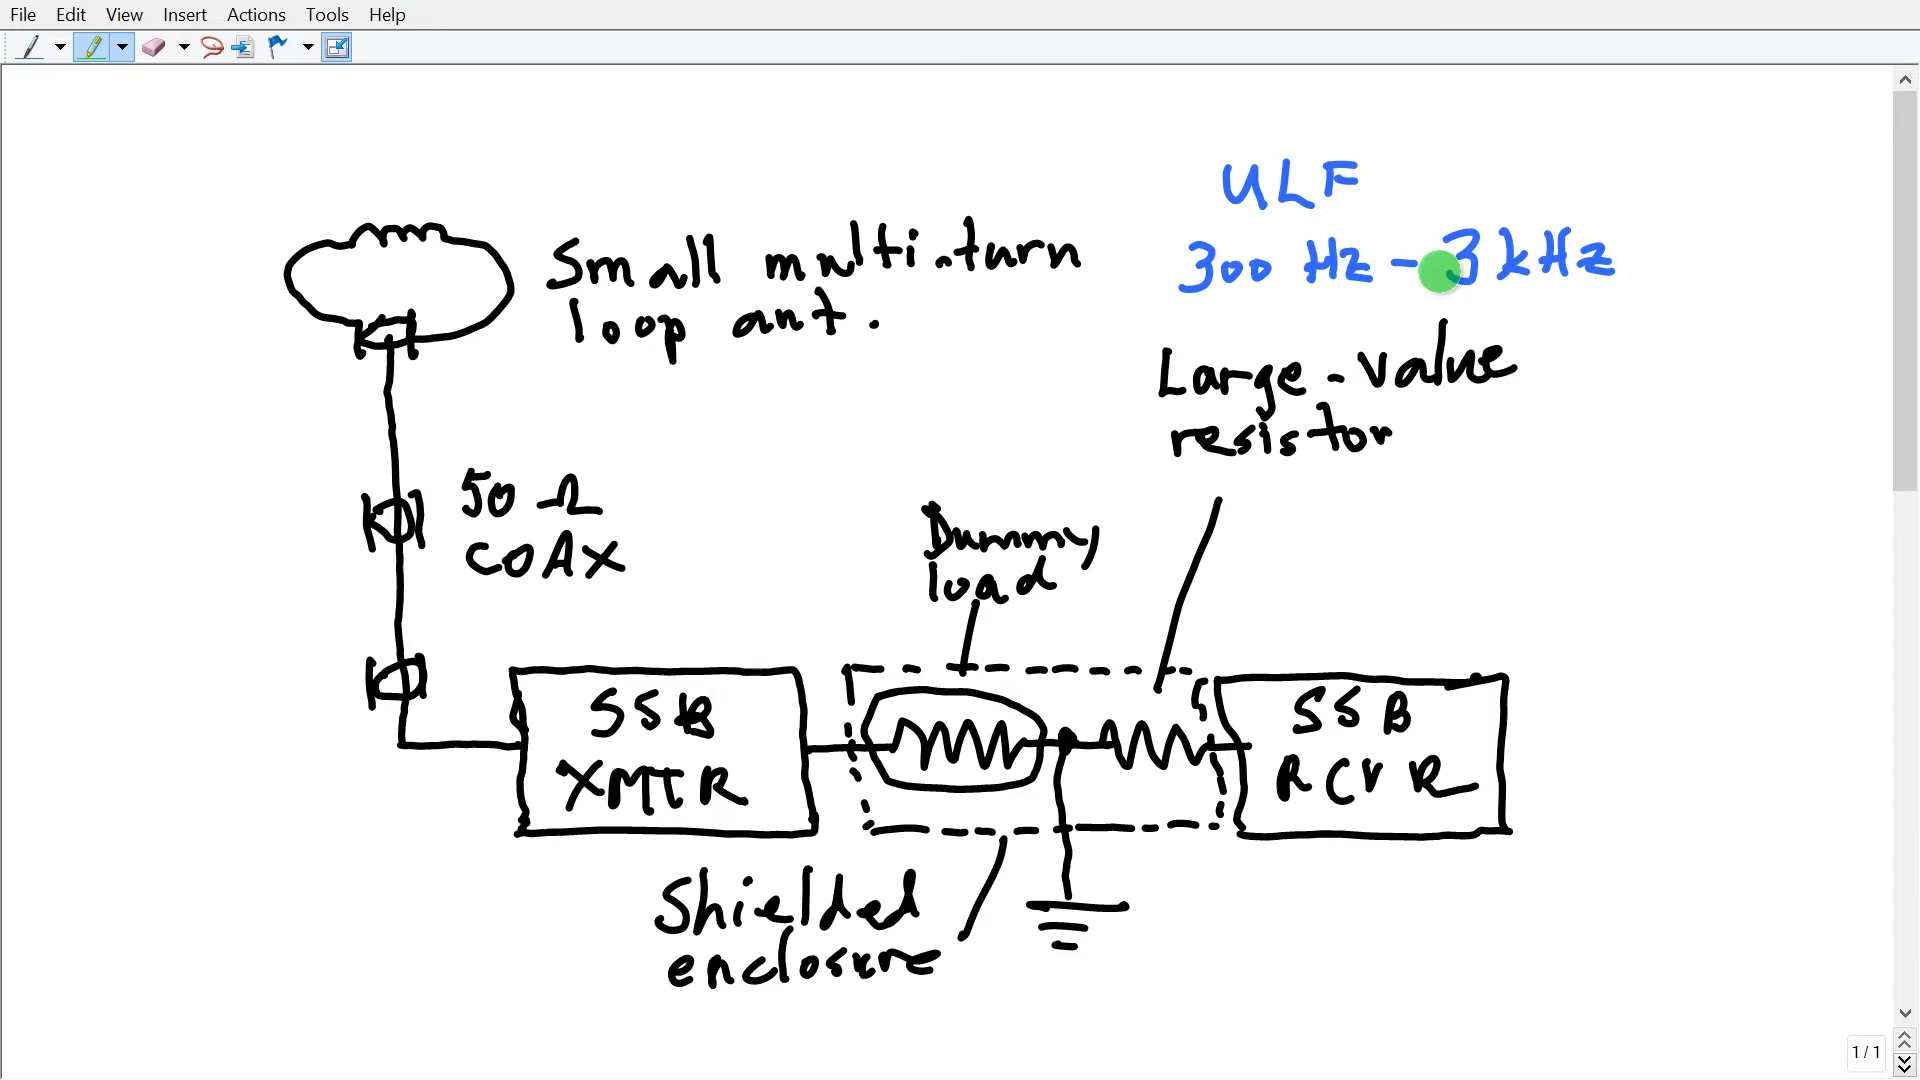 File Edit View Insert Actions Tools Help
ULF
300 Hz - 3 kHz
Small multi-turn
loop ant.
Large-value
resistor
50 Ω
COAX
Dummy
load
SSB
XMTR
SSB
RCVR
Shielded
enclosure
1 / 1